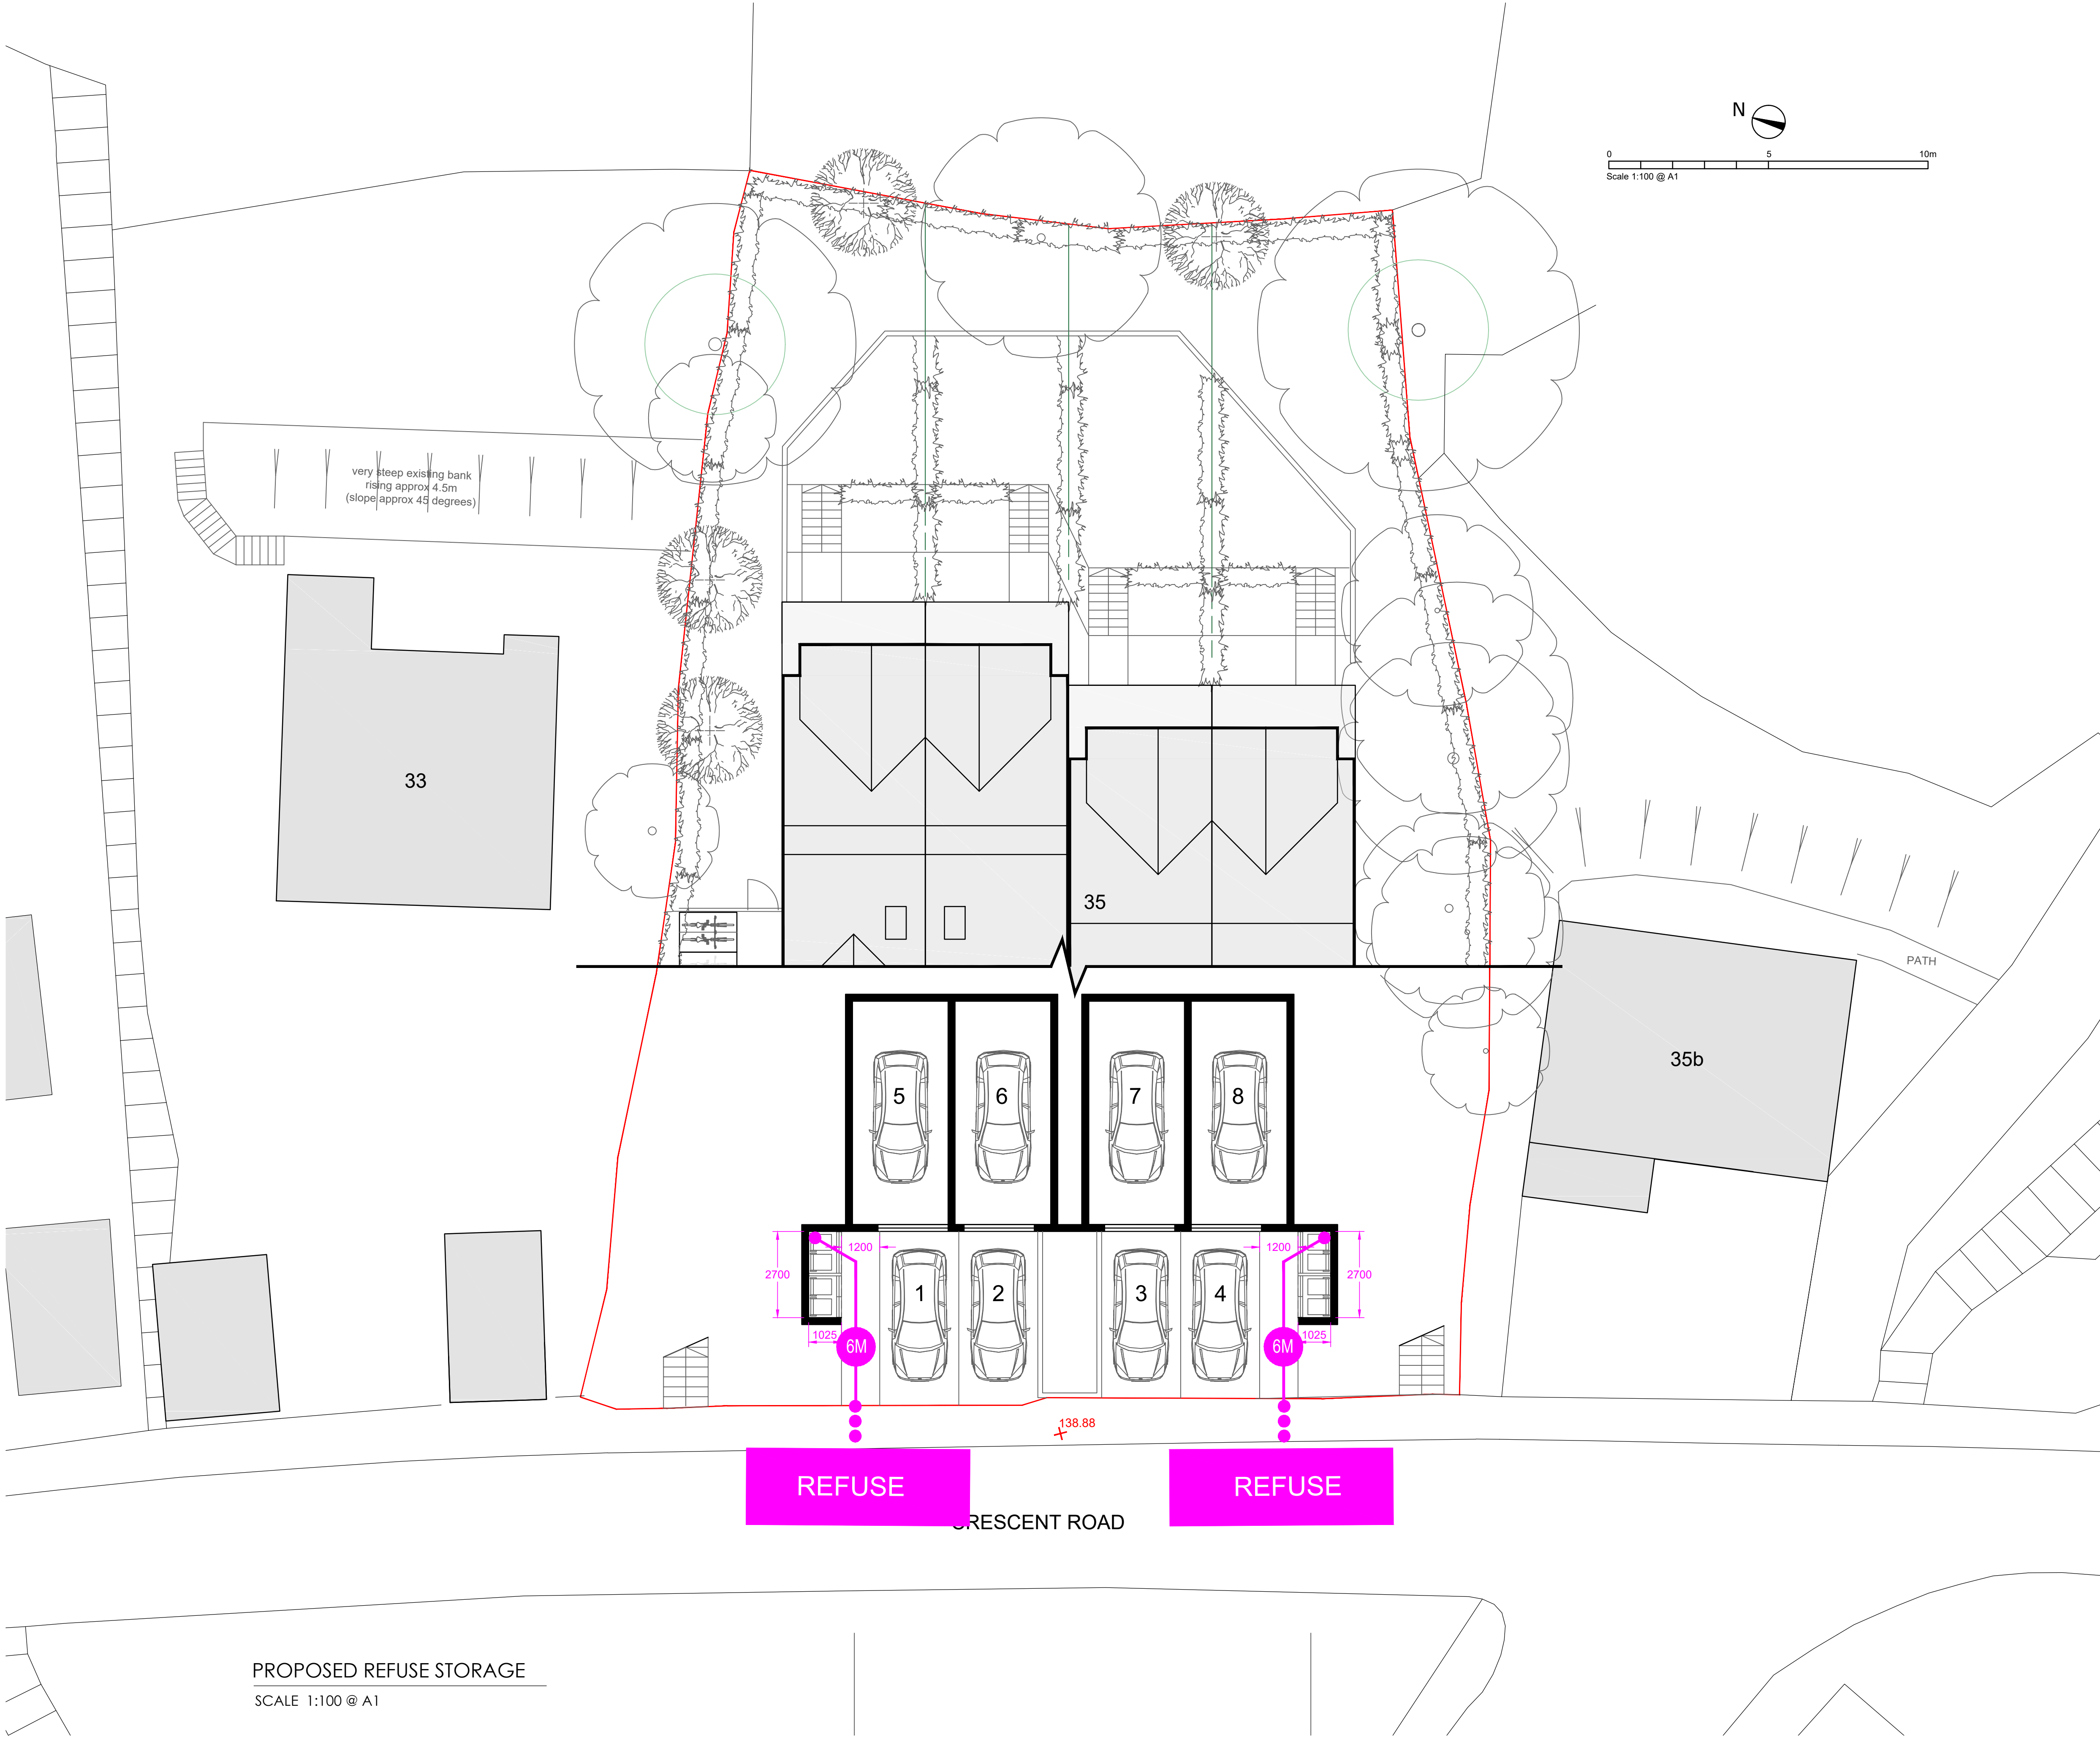 N
0 5 10m
Scale 1:100 @ A1
very steep existing bank
rising approx 4.5m
(slope approx 45 degrees)
33
35
PATH
35b
5 6 7 8
1200 1200
2700 2700
1 2 3 4
1025 1025
6M 6M
138.88
REFUSE REFUSE
CRESCENT ROAD
PROPOSED REFUSE STORAGE
SCALE 1:100 @ A1